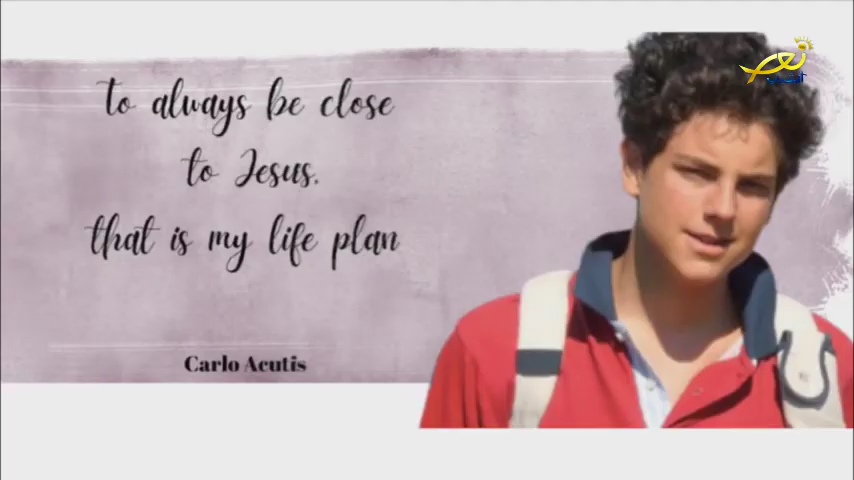 to always be close
to Jesus.
that is my life plan
Carlo Acutis